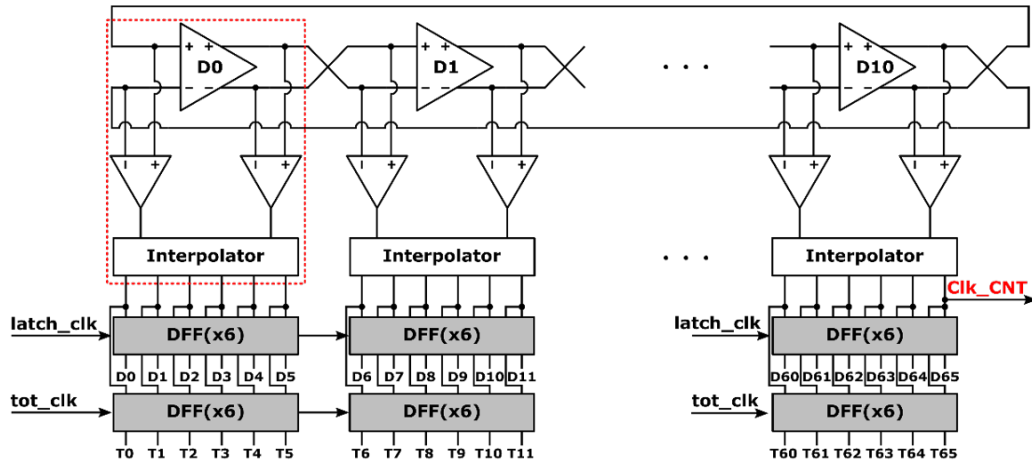 + + D0 - -
+ + D1 - -
. . .
+ + D10 - -
- + - + - + - + - + - +
Interpolator Interpolator . . . Interpolator
Clk_CNT
latch_clk DFF(x6) DFF(x6) latch_clk DFF(x6)
D0 D1 D2 D3 D4 D5 D6 D7 D8 D9 D10 D11 D60 D61 D62 D63 D64 D65
tot_clk DFF(x6) DFF(x6) tot_clk DFF(x6)
T0 T1 T2 T3 T4 T5 T6 T7 T8 T9 T10 T11 T60 T61 T62 T63 T64 T65